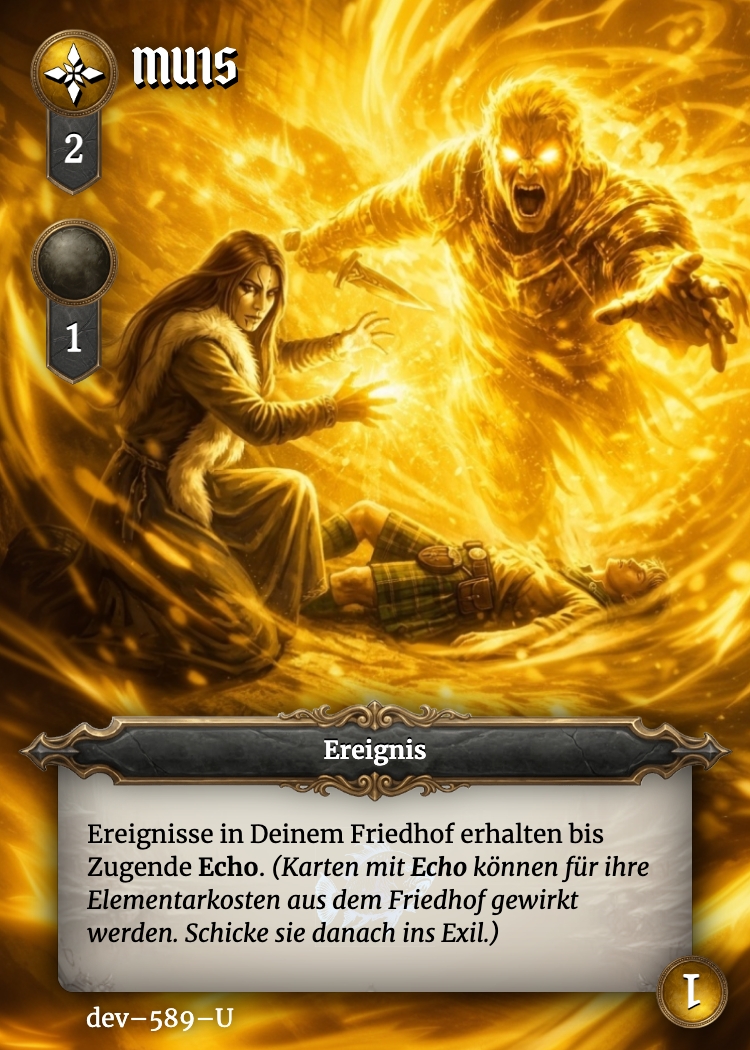 MUIS
2
1
Ereignis
Ereignisse in Deinem Friedhof erhalten bis
Zugende Echo. (Karten mit Echo können für ihre
Elementarkosten aus dem Friedhof gewirkt
werden. Schicke sie danach ins Exil.)
1
dev–589–U